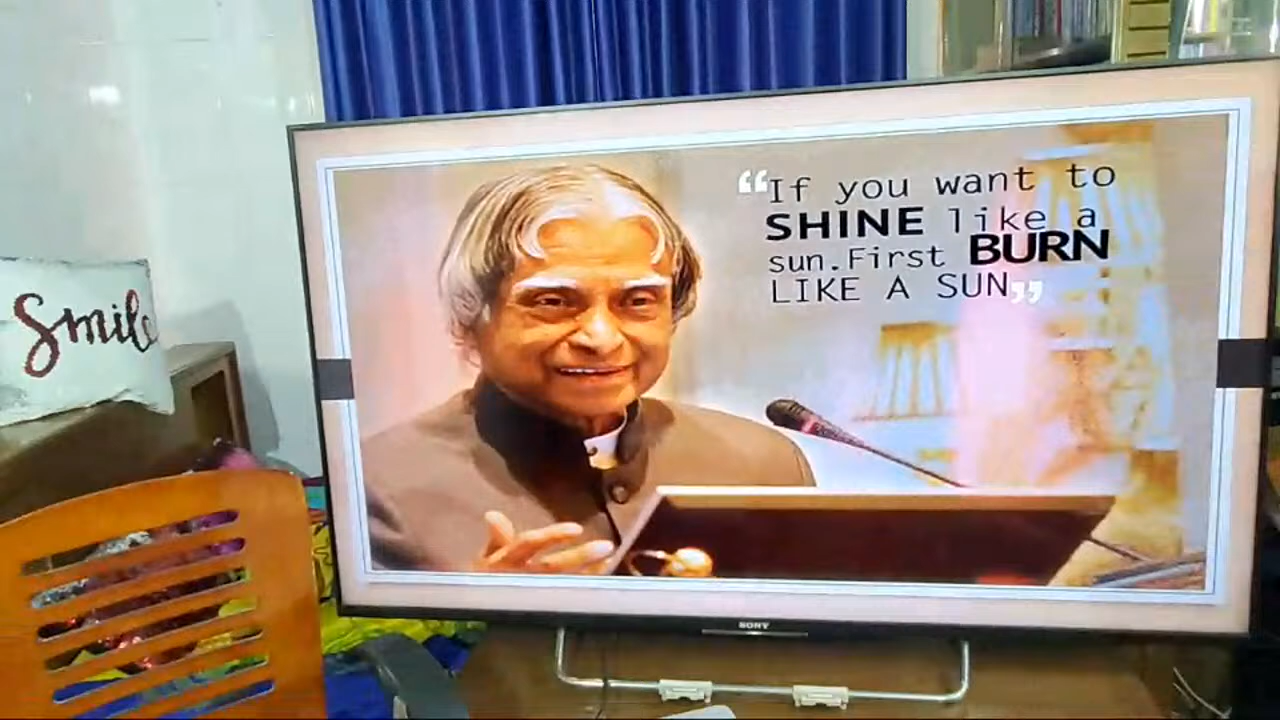 Smile
“If you want to
SHINE like a
sun.First BURN
LIKE A SUN”
SONY